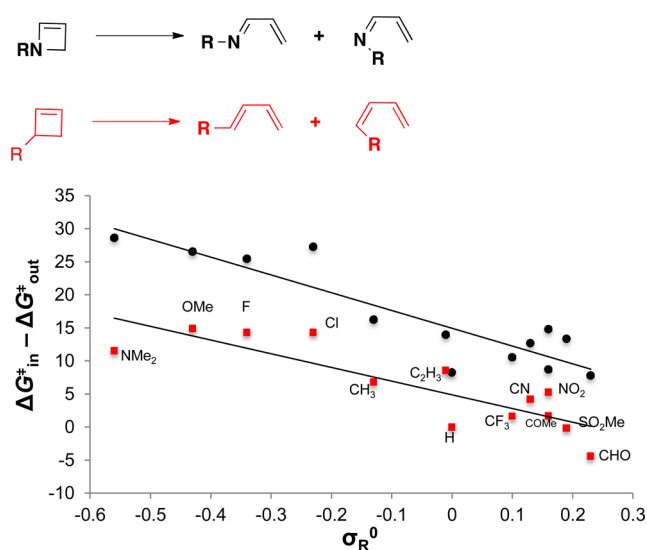 RN
R-N
+
N
R
R
R
+
R
ΔG‡in − ΔG‡out
35
30
25
20
15
10
5
0
-5
-10
OMe
F
Cl
NMe2
CH3
C2H3
H
CF3
CN
NO2
COMe
SO2Me
CHO
-0.6 -0.5 -0.4 -0.3 -0.2 -0.1 0 0.1 0.2 0.3
σR0